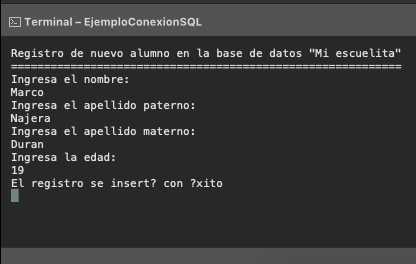 Terminal – EjemploConexionSQL
Registro de nuevo alumno en la base de datos "Mi escuelita"
===========================================================
Ingresa el nombre:
Marco
Ingresa el apellido paterno:
Najera
Ingresa el apellido materno:
Duran
Ingresa la edad:
19
El registro se insert? con ?xito